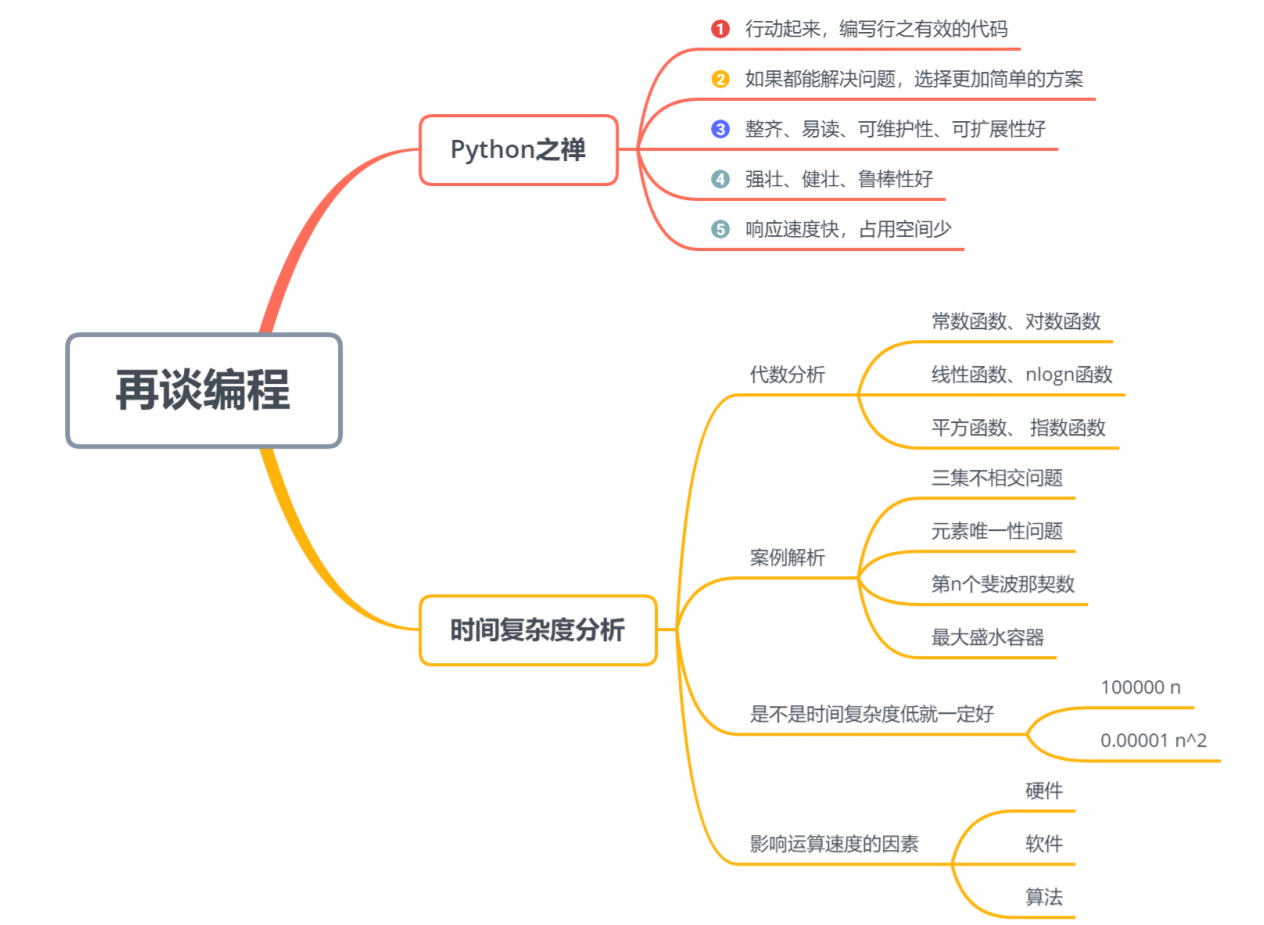 再谈编程
Python之禅
1 行动起来，编写行之有效的代码
2 如果都能解决问题，选择更加简单的方案
3 整齐、易读、可维护性、可扩展性好
4 强壮、健壮、鲁棒性好
5 响应速度快，占用空间少
时间复杂度分析
代数分析
常数函数、对数函数
线性函数、nlogn函数
平方函数、 指数函数
案例解析
三集不相交问题
元素唯一性问题
第n个斐波那契数
最大盛水容器
是不是时间复杂度低就一定好
100000 n
0.00001 n^2
影响运算速度的因素
硬件
软件
算法